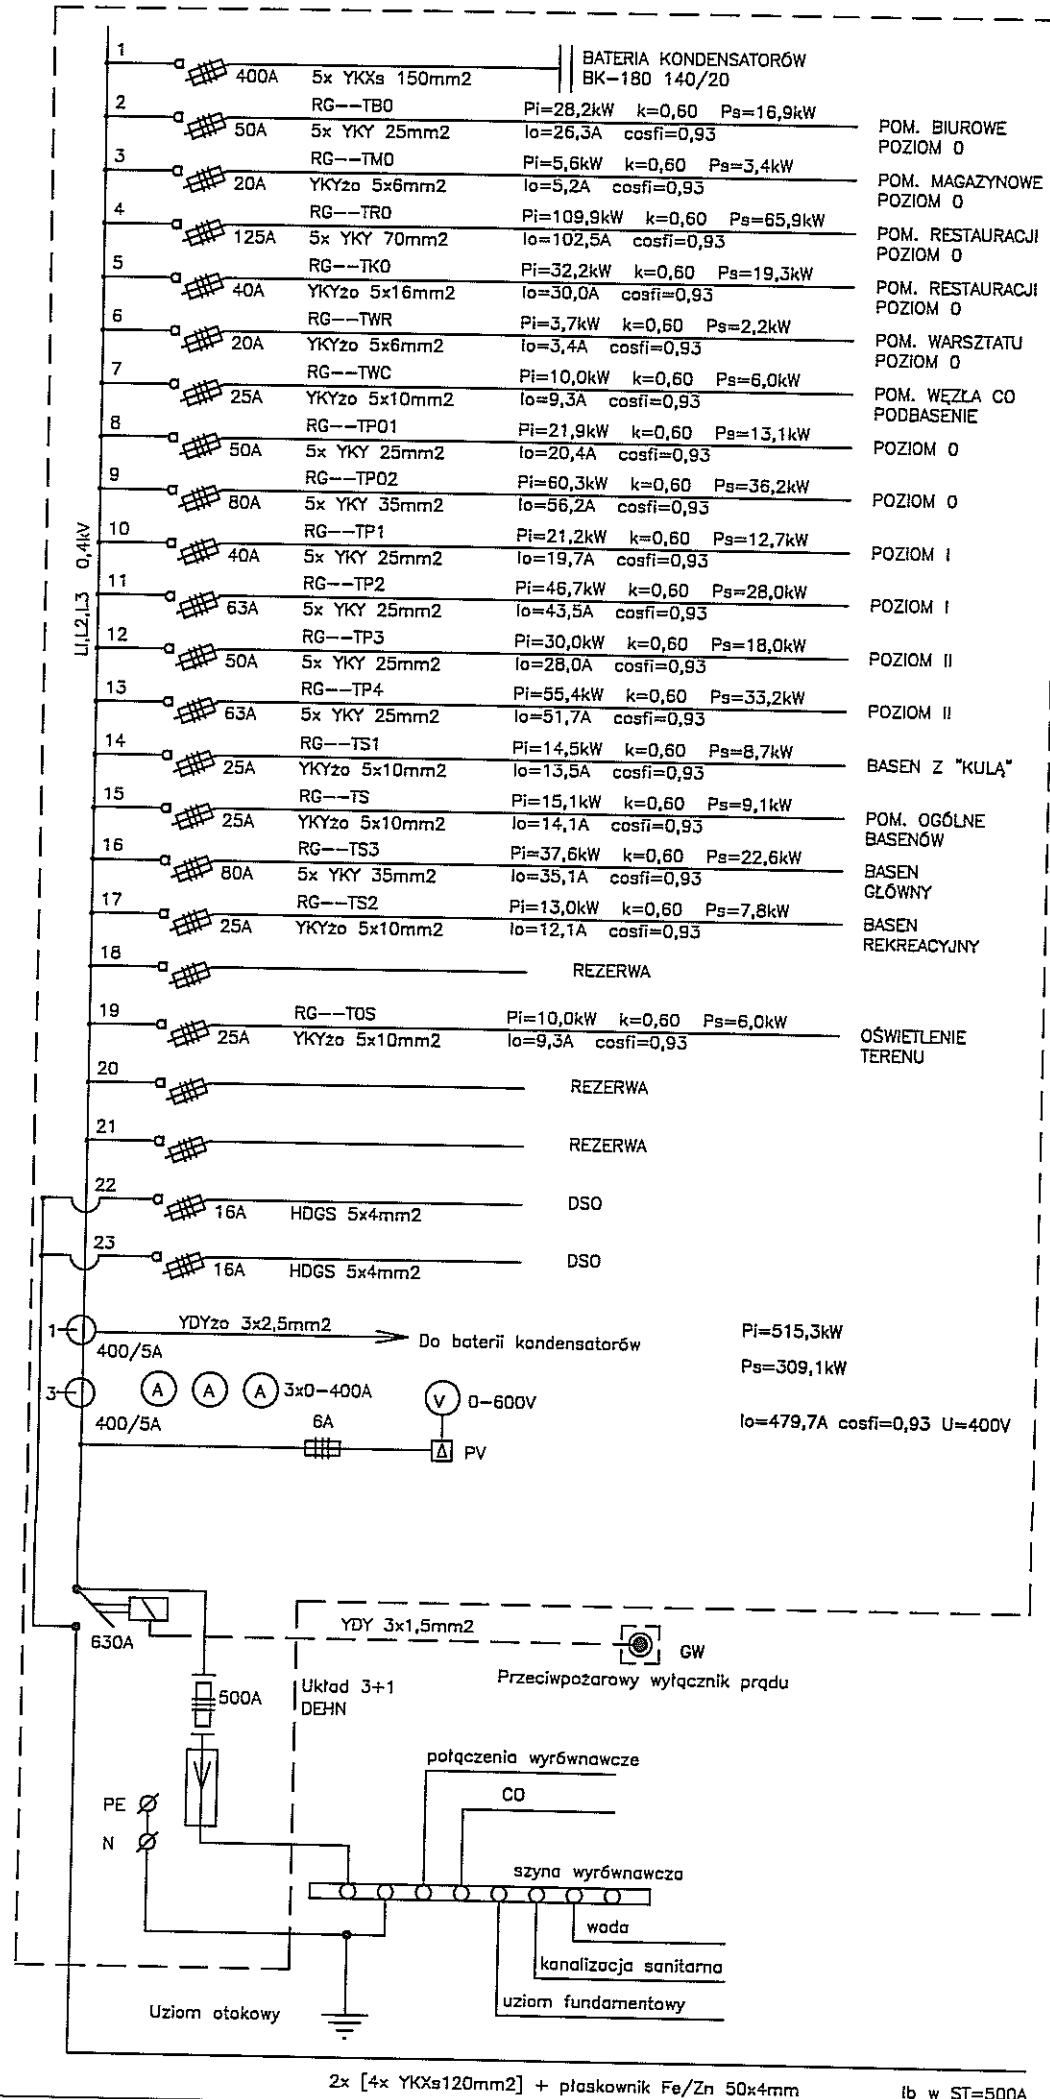 1
BATERIA KONDENSATORÓW
400A 5x YKXs 150mm2 BK-180 140/20
2 RG--TB0 Pi=28,2kW k=0,60 Ps=16,9kW POM. BIUROWE
50A 5x YKY 25mm2 Io=26,3A cosfi=0,93 POZIOM 0
3 RG--TM0 Pi=5,6kW k=0,60 Ps=3,4kW POM. MAGAZYNOWE
20A YKYżo 5x6mm2 Io=5,2A cosfi=0,93 POZIOM 0
4 RG--TR0 Pi=109,9kW k=0,60 Ps=65,9kW POM. RESTAURACJI
125A 5x YKY 70mm2 Io=102,5A cosfi=0,93 POZIOM 0
5 RG--TK0 Pi=32,2kW k=0,60 Ps=19,3kW POM. RESTAURACJI
40A YKYżo 5x16mm2 Io=30,0A cosfi=0,93 POZIOM 0
6 RG--TWR Pi=3,7kW k=0,60 Ps=2,2kW POM. WARSZTATU
20A YKYżo 5x6mm2 Io=3,4A cosfi=0,93 POZIOM 0
7 RG--TWC Pi=10,0kW k=0,60 Ps=6,0kW POM. WĘZŁA CO
25A YKYżo 5x10mm2 Io=9,3A cosfi=0,93 PODBASENIE
8 RG--TP01 Pi=21,9kW k=0,60 Ps=13,1kW POZIOM 0
50A 5x YKY 25mm2 Io=20,4A cosfi=0,93
9 RG--TP02 Pi=60,3kW k=0,60 Ps=36,2kW POZIOM 0
80A 5x YKY 35mm2 Io=56,2A cosfi=0,93
L1,L2,L3 0,4kV
10 RG--TP1 Pi=21,2kW k=0,60 Ps=12,7kW POZIOM I
40A 5x YKY 25mm2 Io=19,7A cosfi=0,93
11 RG--TP2 Pi=46,7kW k=0,60 Ps=28,0kW POZIOM I
63A 5x YKY 25mm2 Io=43,5A cosfi=0,93
12 RG--TP3 Pi=30,0kW k=0,60 Ps=18,0kW POZIOM II
50A 5x YKY 25mm2 Io=28,0A cosfi=0,93
13 RG--TP4 Pi=55,4kW k=0,60 Ps=33,2kW POZIOM II
63A 5x YKY 25mm2 Io=51,7A cosfi=0,93
14 RG--TS1 Pi=14,5kW k=0,60 Ps=8,7kW BASEN Z "KULĄ"
25A YKYżo 5x10mm2 Io=13,5A cosfi=0,93
15 RG--TS Pi=15,1kW k=0,60 Ps=9,1kW POM. OGÓLNE
25A YKYżo 5x10mm2 Io=14,1A cosfi=0,93 BASENÓW
16 RG--TS3 Pi=37,6kW k=0,60 Ps=22,6kW BASEN
80A 5x YKY 35mm2 Io=35,1A cosfi=0,93 GŁÓWNY
17 RG--TS2 Pi=13,0kW k=0,60 Ps=7,8kW BASEN
25A YKYżo 5x10mm2 Io=12,1A cosfi=0,93 REKREACYJNY
18 REZERWA
19 RG--TOS Pi=10,0kW k=0,60 Ps=6,0kW OŚWIETLENIE
25A YKYżo 5x10mm2 Io=9,3A cosfi=0,93 TERENU
20 REZERWA
21 REZERWA
22 DSO
16A HDGS 5x4mm2
23 DSO
16A HDGS 5x4mm2
1 YDYżo 3x2,5mm2 Do baterii kondensatorów Pi=515,3kW
400/5A
Ps=309,1kW
3 A A A 3x0-400A V 0-600V
400/5A 6A Io=479,7A cosfi=0,93 U=400V
Δ PV
YDY 3x1,5mm2
630A GW
Przeciwpożarowy wyłącznik prądu
500A Układ 3+1
DEHN
połączenia wyrównawcze
CO
PE
N
szyna wyrównawcza
woda
kanalizacja sanitarna
uziom fundamentowy
Uziom otokowy
2x [4x YKXs120mm2] + płaskownik Fe/Zn 50x4mm Ib w ST=500A